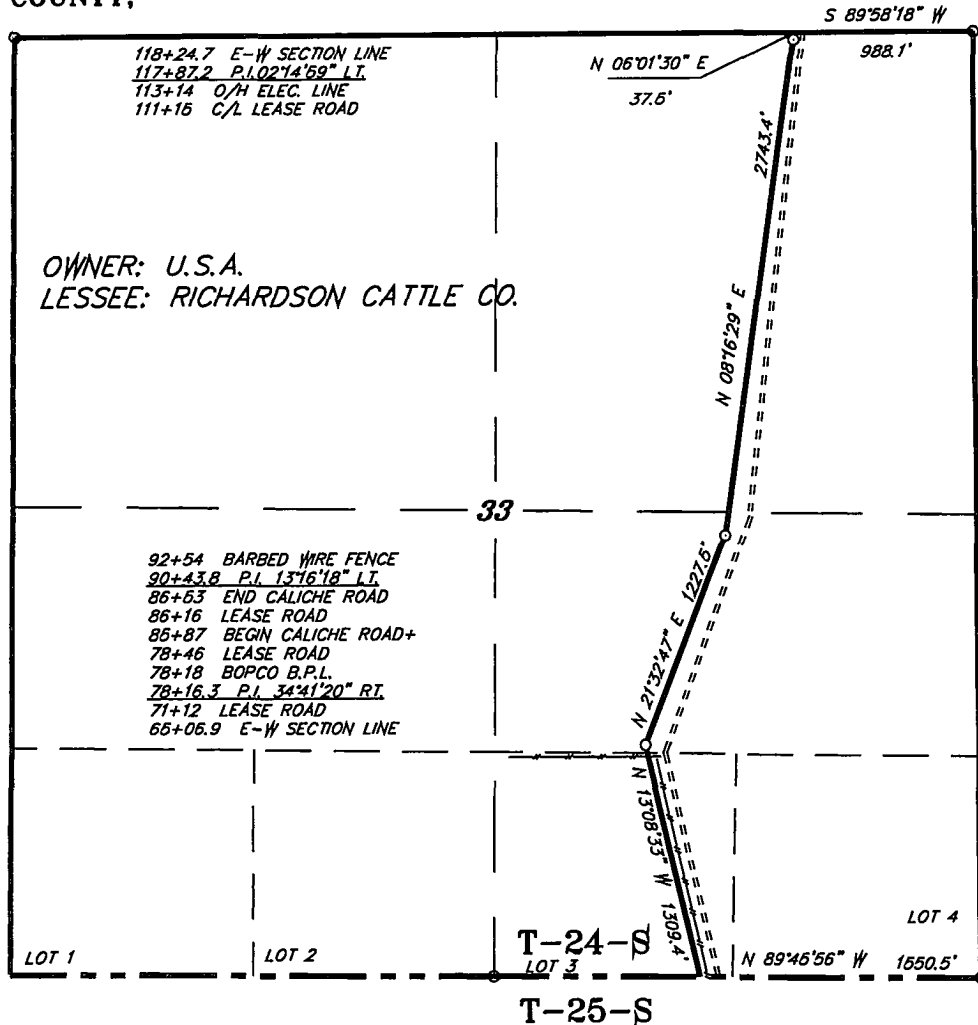 COUNTY,
S 89°58'18" W
988.1'
118+24.7 E-W SECTION LINE
117+87.2 P.I. 02°14'59" LT.
113+14 O/H ELEC. LINE
111+15 C/L LEASE ROAD
N 06°01'30" E
37.5'
2743.4'
N 08°16'29" E
OWNER: U.S.A.
LESSEE: RICHARDSON CATTLE CO.
33
92+54 BARBED WIRE FENCE
90+43.8 P.I. 13°16'18" LT.
86+53 END CALICHE ROAD
86+16 LEASE ROAD
85+87 BEGIN CALICHE ROAD+
78+46 LEASE ROAD
78+18 BOPCO B.P.L.
78+16.3 P.I. 34°41'20" RT.
71+12 LEASE ROAD
65+06.9 E-W SECTION LINE
N 21°32'47" E 1227.5'
N 13°08'33" W 1309.4'
LOT 1
LOT 2
LOT 3
LOT 4
T-24-S
N 89°46'56" W 1550.5'
T-25-S